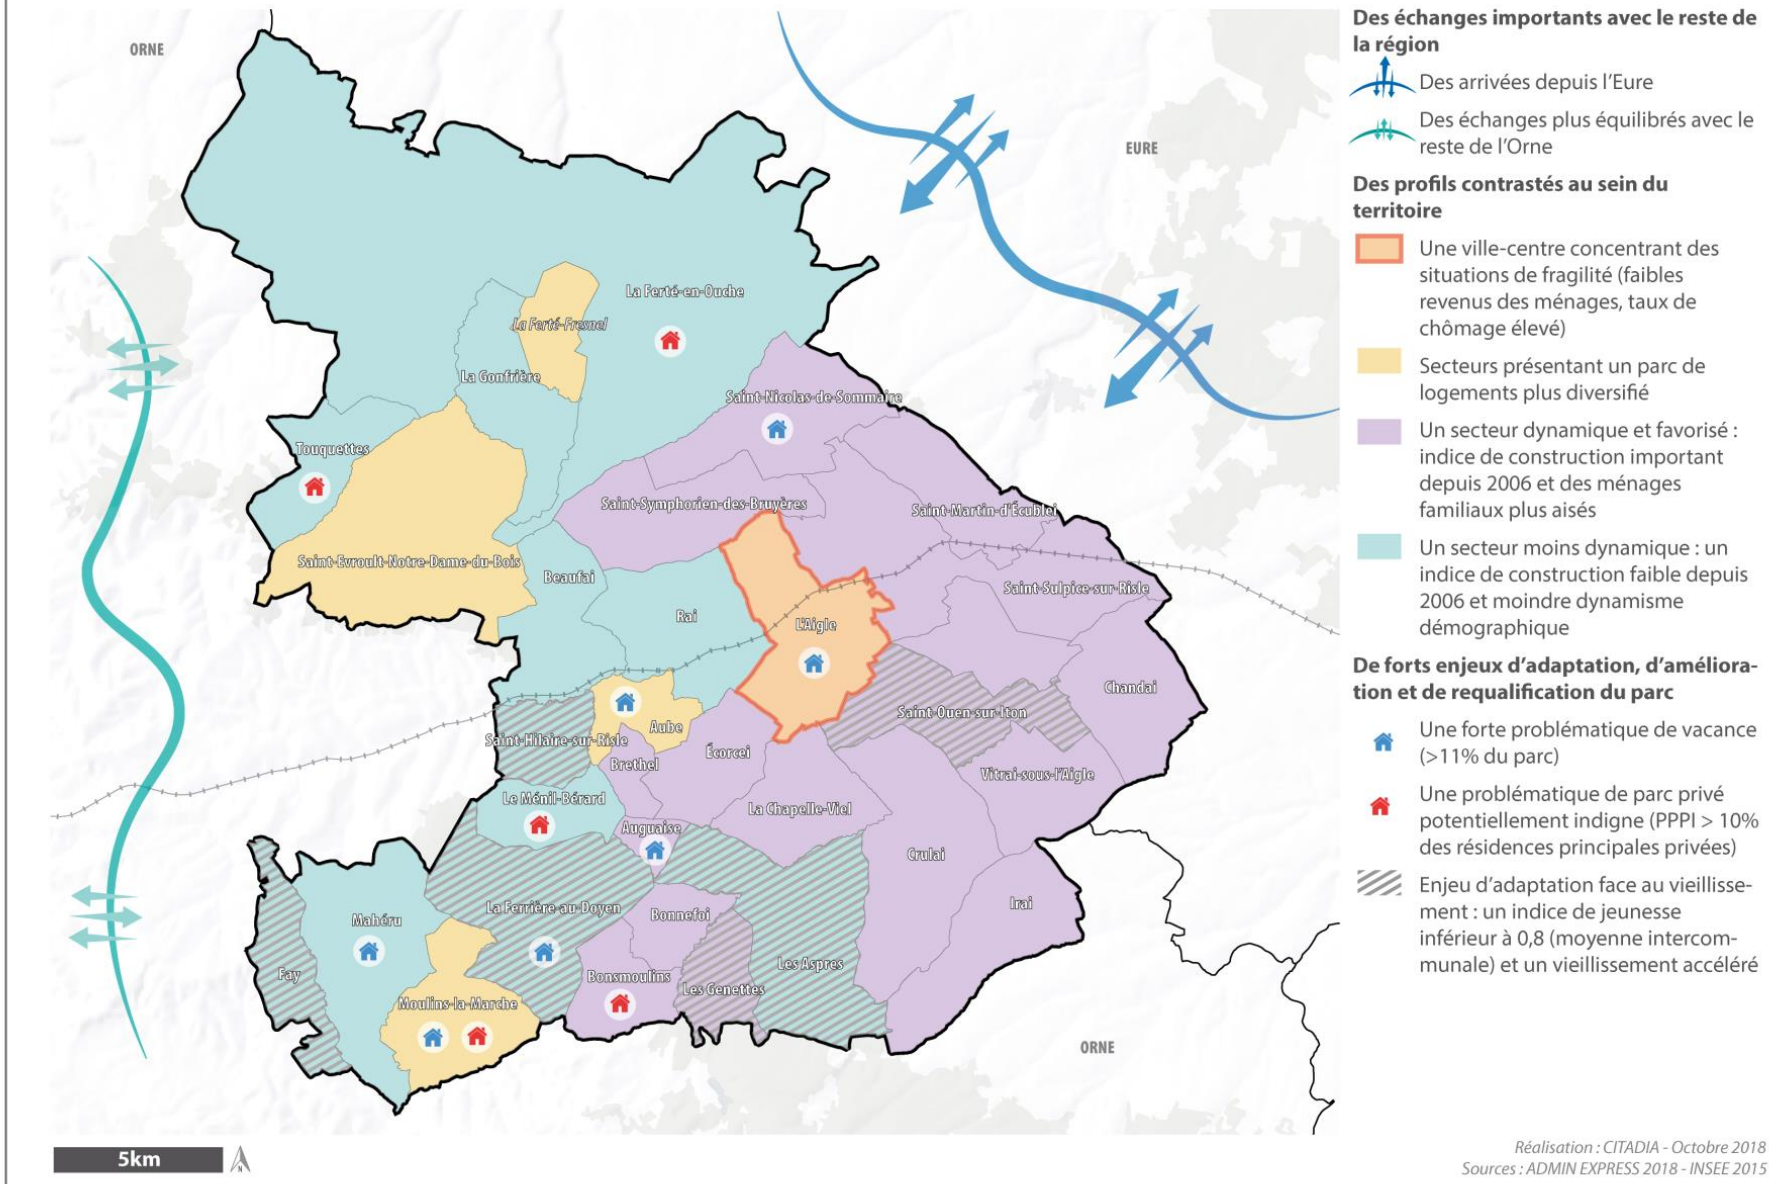 ORNE
EURE
La Ferté-en-Ouche
La Ferté-Fresnel
La Gonfrière
Saint-Nicolas-de-Sommaire
Touquettes
Saint-Symphorien-des-Bruyères
Saint-Martin-d'Écublei
Saint-Evroult-Notre-Dame-du-Bois
Beaufai
Saint-Sulpice-sur-Risle
Rai
L'Aigle
Chandai
Saint-Ouen-sur-Iton
Aube
Saint-Hilaire-sur-Risle
Écorcei
Brethel
Vitrai-sous-l'Aigle
Le Ménil-Bérard
La Chapelle-Viel
Auguaise
Crulai
Irai
La Ferrière-au-Doyen
Bonnefoi
Mahéru
Les Aspres
Fay
Bonsmoulins
Les Genettes
Moulins-la-Marche
ORNE
5km
N
Des échanges importants avec le reste de
la région
Des arrivées depuis l'Eure
Des échanges plus équilibrés avec le
reste de l'Orne
Des profils contrastés au sein du
territoire
Une ville-centre concentrant des
situations de fragilité (faibles
revenus des ménages, taux de
chômage élevé)
Secteurs présentant un parc de
logements plus diversifié
Un secteur dynamique et favorisé :
indice de construction important
depuis 2006 et des ménages
familiaux plus aisés
Un secteur moins dynamique : un
indice de construction faible depuis
2006 et moindre dynamisme
démographique
De forts enjeux d'adaptation, d'améliora-
tion et de requalification du parc
Une forte problématique de vacance
(>11% du parc)
Une problématique de parc privé
potentiellement indigne (PPPI > 10%
des résidences principales privées)
Enjeu d'adaptation face au vieillisse-
ment : un indice de jeunesse
inférieur à 0,8 (moyenne intercom-
munale) et un vieillissement accéléré
Réalisation : CITADIA - Octobre 2018
Sources : ADMIN EXPRESS 2018 - INSEE 2015